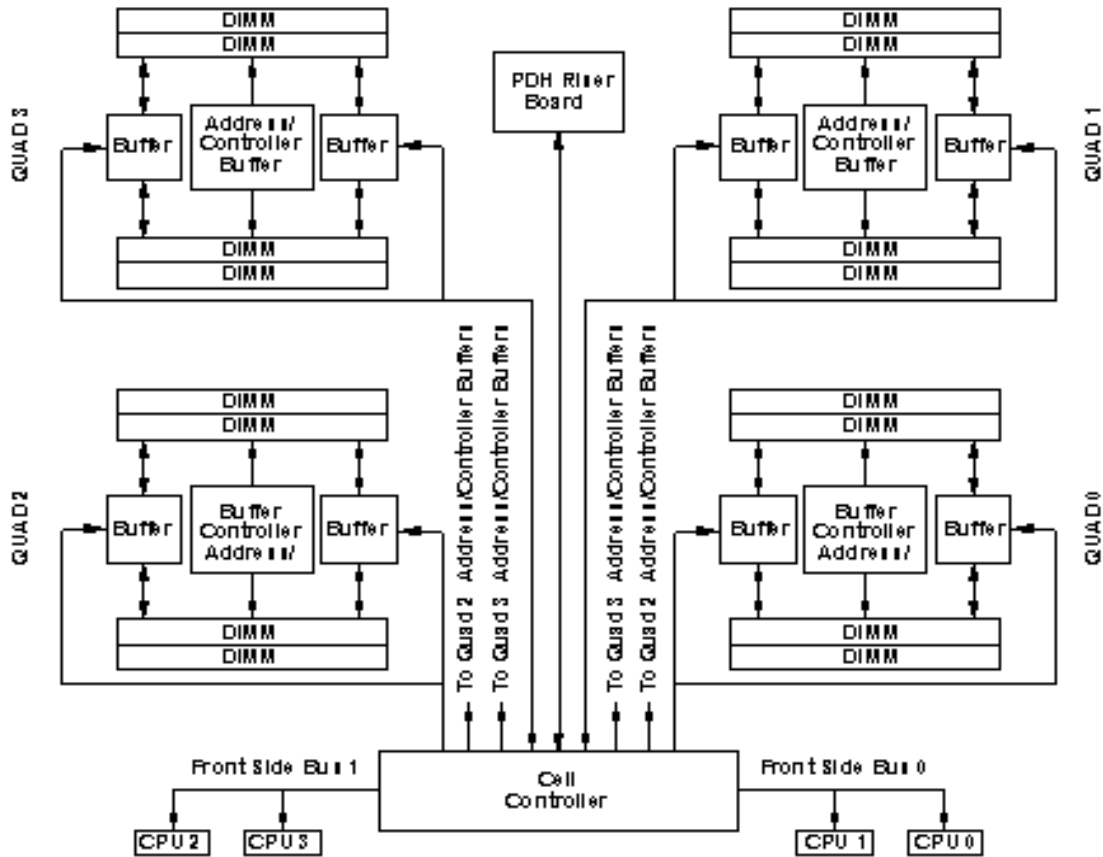 DIMM
DIMM
QUAD 3
Buffer
Address/
Controller
Buffer
Buffer
DIMM
DIMM
PDH Riser
Board
DIMM
DIMM
Buffer
Address/
Controller
Buffer
Buffer
QUAD 1
DIMM
DIMM
DIMM
DIMM
QUAD2
Buffer
Buffer
Controller
Address/
Buffer
DIMM
DIMM
To Quad 2 Address/Controller Buffers
To Quad 3 Address/Controller Buffers
To Quad 3 Address/Controller Buffers
To Quad 2 Address/Controller Buffers
DIMM
DIMM
Buffer
Buffer
Controller
Address/
Buffer
QUAD0
DIMM
DIMM
Front Side Bus 1
Cell
Controller
Front Side Bus 0
CPU 2
CPU 3
CPU 1
CPU 0